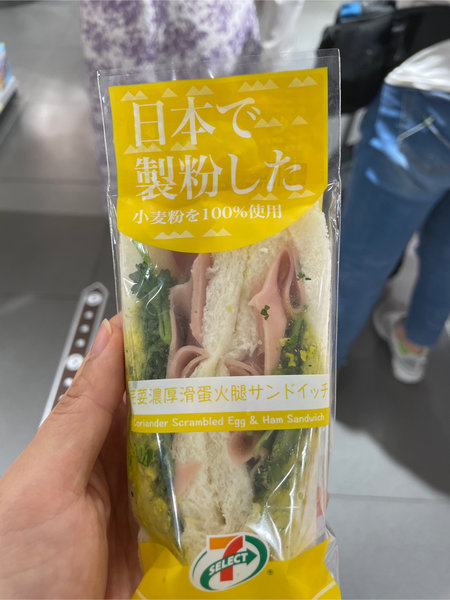 日本で
製粉した
小麦粉を100%使用
芫荽濃厚滑蛋火腿サンドイッチ
Coriander Scrambled Egg & Ham Sandwich
7
SELECT
®